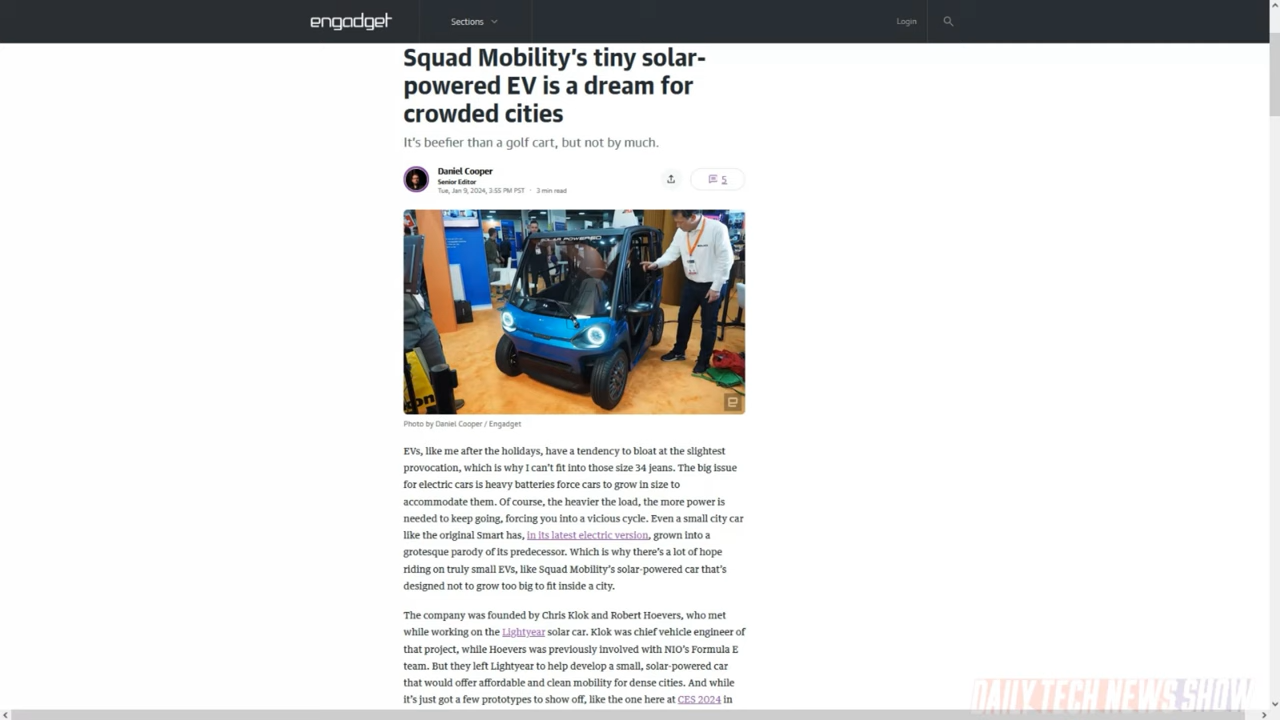 engadget
Sections
Login
Squad Mobility's tiny solar-
powered EV is a dream for
crowded cities
It's beefier than a golf cart, but not by much.
Daniel Cooper
Senior Editor
Tue, Jan 9, 2024, 3:55 PM PST · 3 min read
5
SOLAR POWERED
Photo by Daniel Cooper / Engadget
EVs, like me after the holidays, have a tendency to bloat at the slightest
provocation, which is why I can't fit into those size 34 jeans. The big issue
for electric cars is heavy batteries force cars to grow in size to
accommodate them. Of course, the heavier the load, the more power is
needed to keep going, forcing you into a vicious cycle. Even a small city car
like the original Smart has, in its latest electric version, grown into a
grotesque parody of its predecessor. Which is why there's a lot of hope
riding on truly small EVs, like Squad Mobility's solar-powered car that's
designed not to grow too big to fit inside a city.
The company was founded by Chris Klok and Robert Hoevers, who met
while working on the Lightyear solar car. Klok was chief vehicle engineer of
that project, while Hoevers was previously involved with NIO's Formula E
team. But they left Lightyear to help develop a small, solar-powered car
that would offer affordable and clean mobility for dense cities. And while
it's just got a few prototypes to show off, like the one here at CES 2024 in
DAILY TECH NEWS SHOW